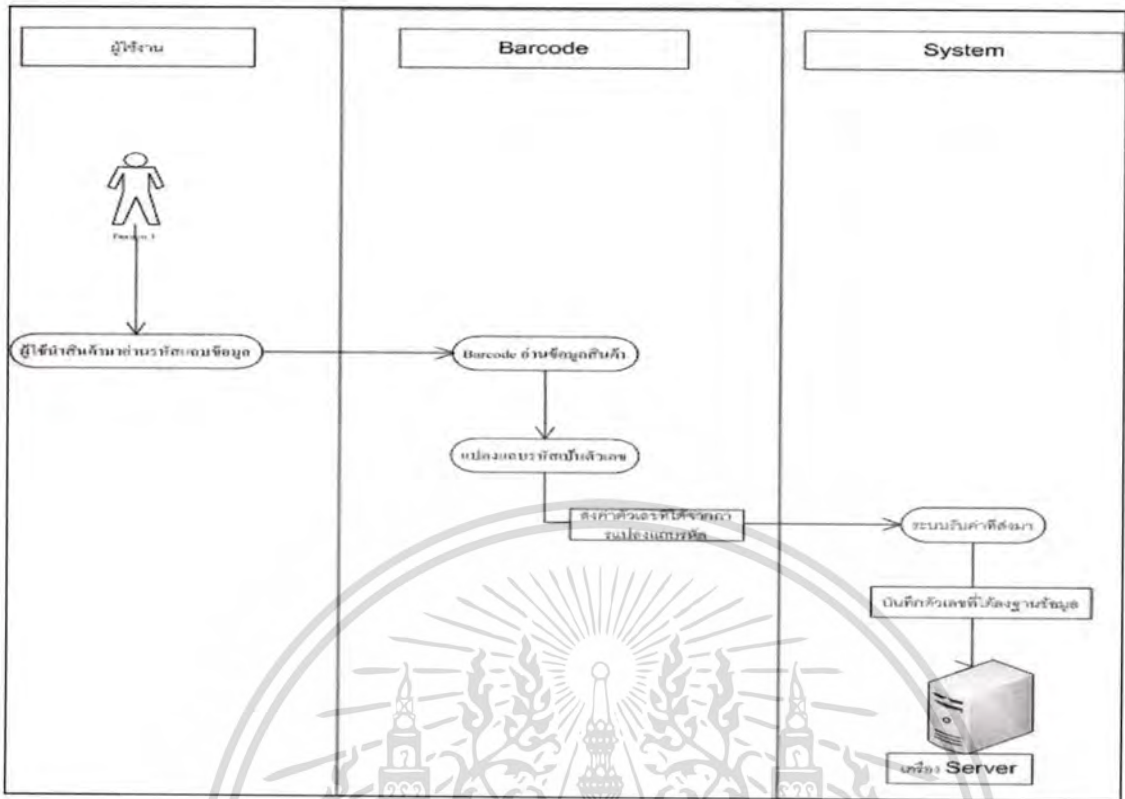 ผู้ใช้งาน
Barcode
System
ผู้ใช้นำสินค้ามาอ่านรหัสแถบข้อมูล
Barcode อ่านข้อมูลสินค้า
แปลงแถบรหัสเป็นตัวเลข
ส่งค่าตัวเลขที่ได้จากกา
รแปลงแถบรหัส
ระบบรับค่าที่ส่งมา
บันทึกตัวเลขที่ได้ลงฐานข้อมูล
เครื่อง Server